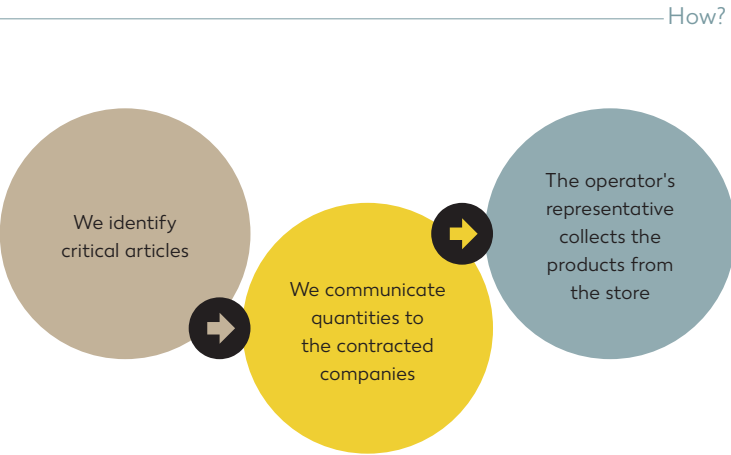 How?
We identify
critical articles
We communicate
quantities to
the contracted
companies
The operator's
representative
collects the
products from
the store